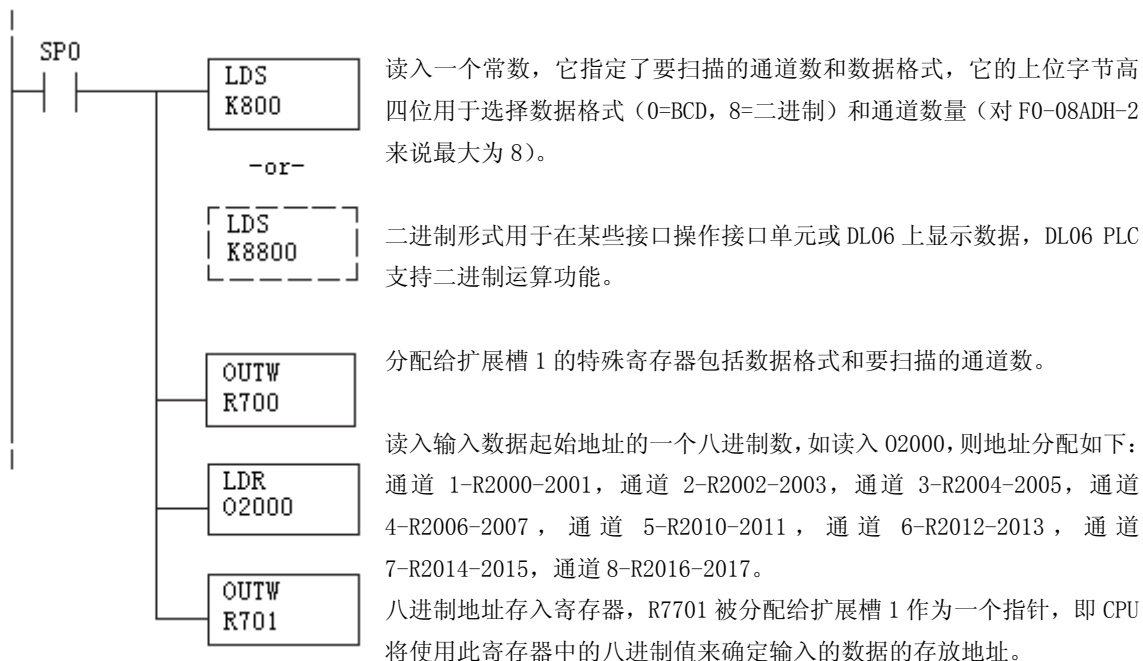 SP0
LDS
K800
读入一个常数，它指定了要扫描的通道数和数据格式，它的上位字节高
四位用于选择数据格式（0=BCD，8=二进制）和通道数量（对 F0-08ADH-2
来说最大为 8）。
-or-
LDS
K8800
二进制形式用于在某些接口操作接口单元或 DL06 上显示数据，DL06 PLC
支持二进制运算功能。
OUTW
R700
分配给扩展槽 1 的特殊寄存器包括数据格式和要扫描的通道数。
LDR
O2000
读入输入数据起始地址的一个八进制数，如读入 O2000，则地址分配如下：
通道 1-R2000-2001，通道 2-R2002-2003，通道 3-R2004-2005，通道
4-R2006-2007，通道 5-R2010-2011，通道 6-R2012-2013，通道
7-R2014-2015，通道 8-R2016-2017。
OUTW
R701
八进制地址存入寄存器，R7701 被分配给扩展槽 1 作为一个指针，即 CPU
将使用此寄存器中的八进制值来确定输入的数据的存放地址。